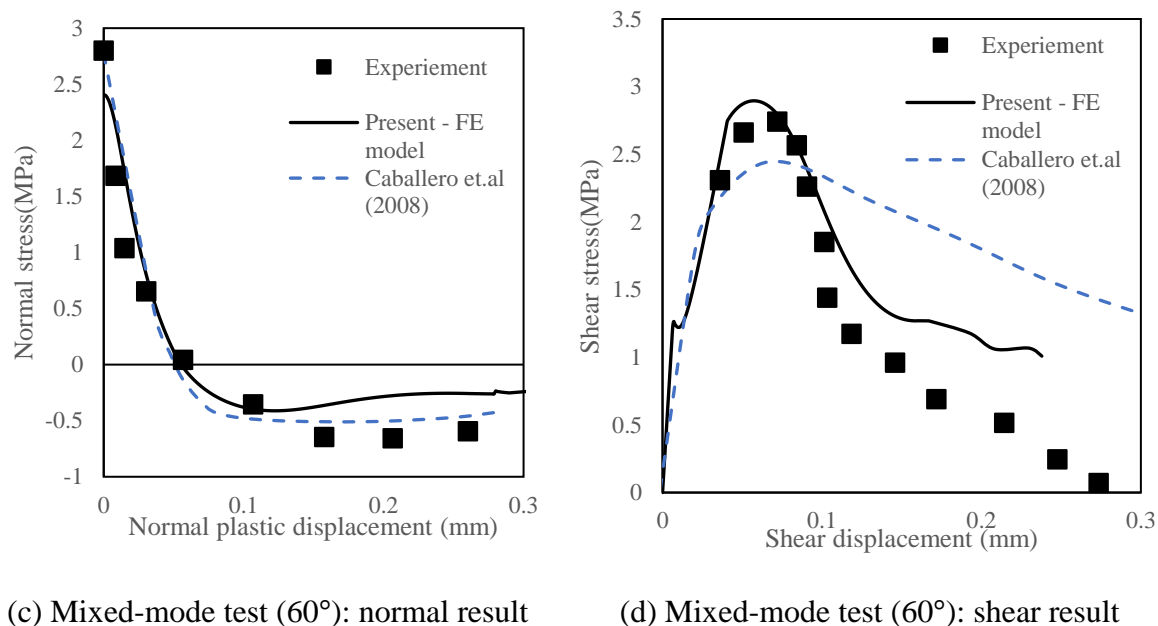 3
2.5
2
1.5
1
0.5
0
-0.5
-1
Normal stress(MPa)
Experiement
Present - FE
model
Caballero et.al
(2008)
0
0.1
0.2
0.3
Normal plastic displacement (mm)
3.5
3
2.5
2
1.5
1
0.5
0
Shear stress(MPa)
Experiement
Present - FE
model
Caballero et.al
(2008)
0
0.1
0.2
0.3
Shear displacement (mm)
(c) Mixed-mode test (60°): normal result
(d) Mixed-mode test (60°): shear result